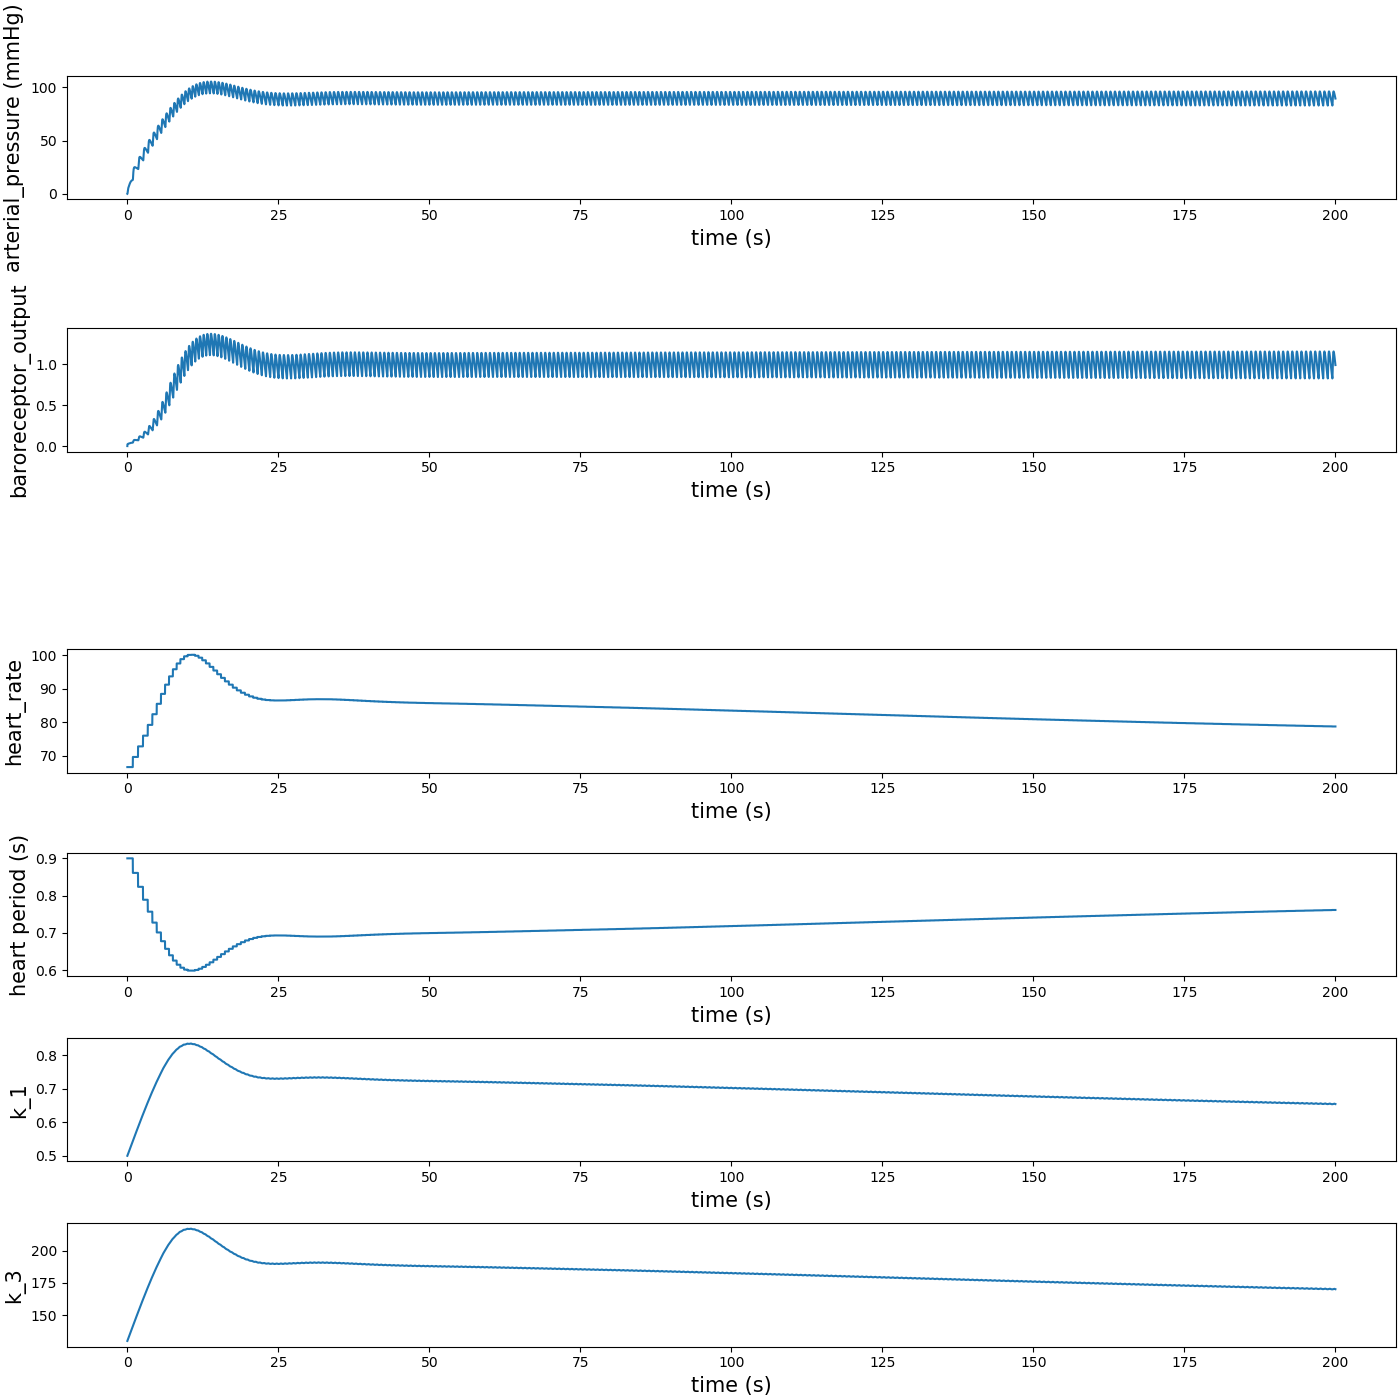 arterial_pressure (mmHg)
100
50
0
0 25 50 75 100 125 150 175 200
time (s)
baroreceptor_output
1.0
0.5
0.0
0 25 50 75 100 125 150 175 200
time (s)
heart_rate
100
90
80
70
0 25 50 75 100 125 150 175 200
time (s)
heart period (s)
0.9
0.8
0.7
0.6
0 25 50 75 100 125 150 175 200
time (s)
k_1
0.8
0.7
0.6
0.5
0 25 50 75 100 125 150 175 200
time (s)
k_3
200
175
150
0 25 50 75 100 125 150 175 200
time (s)